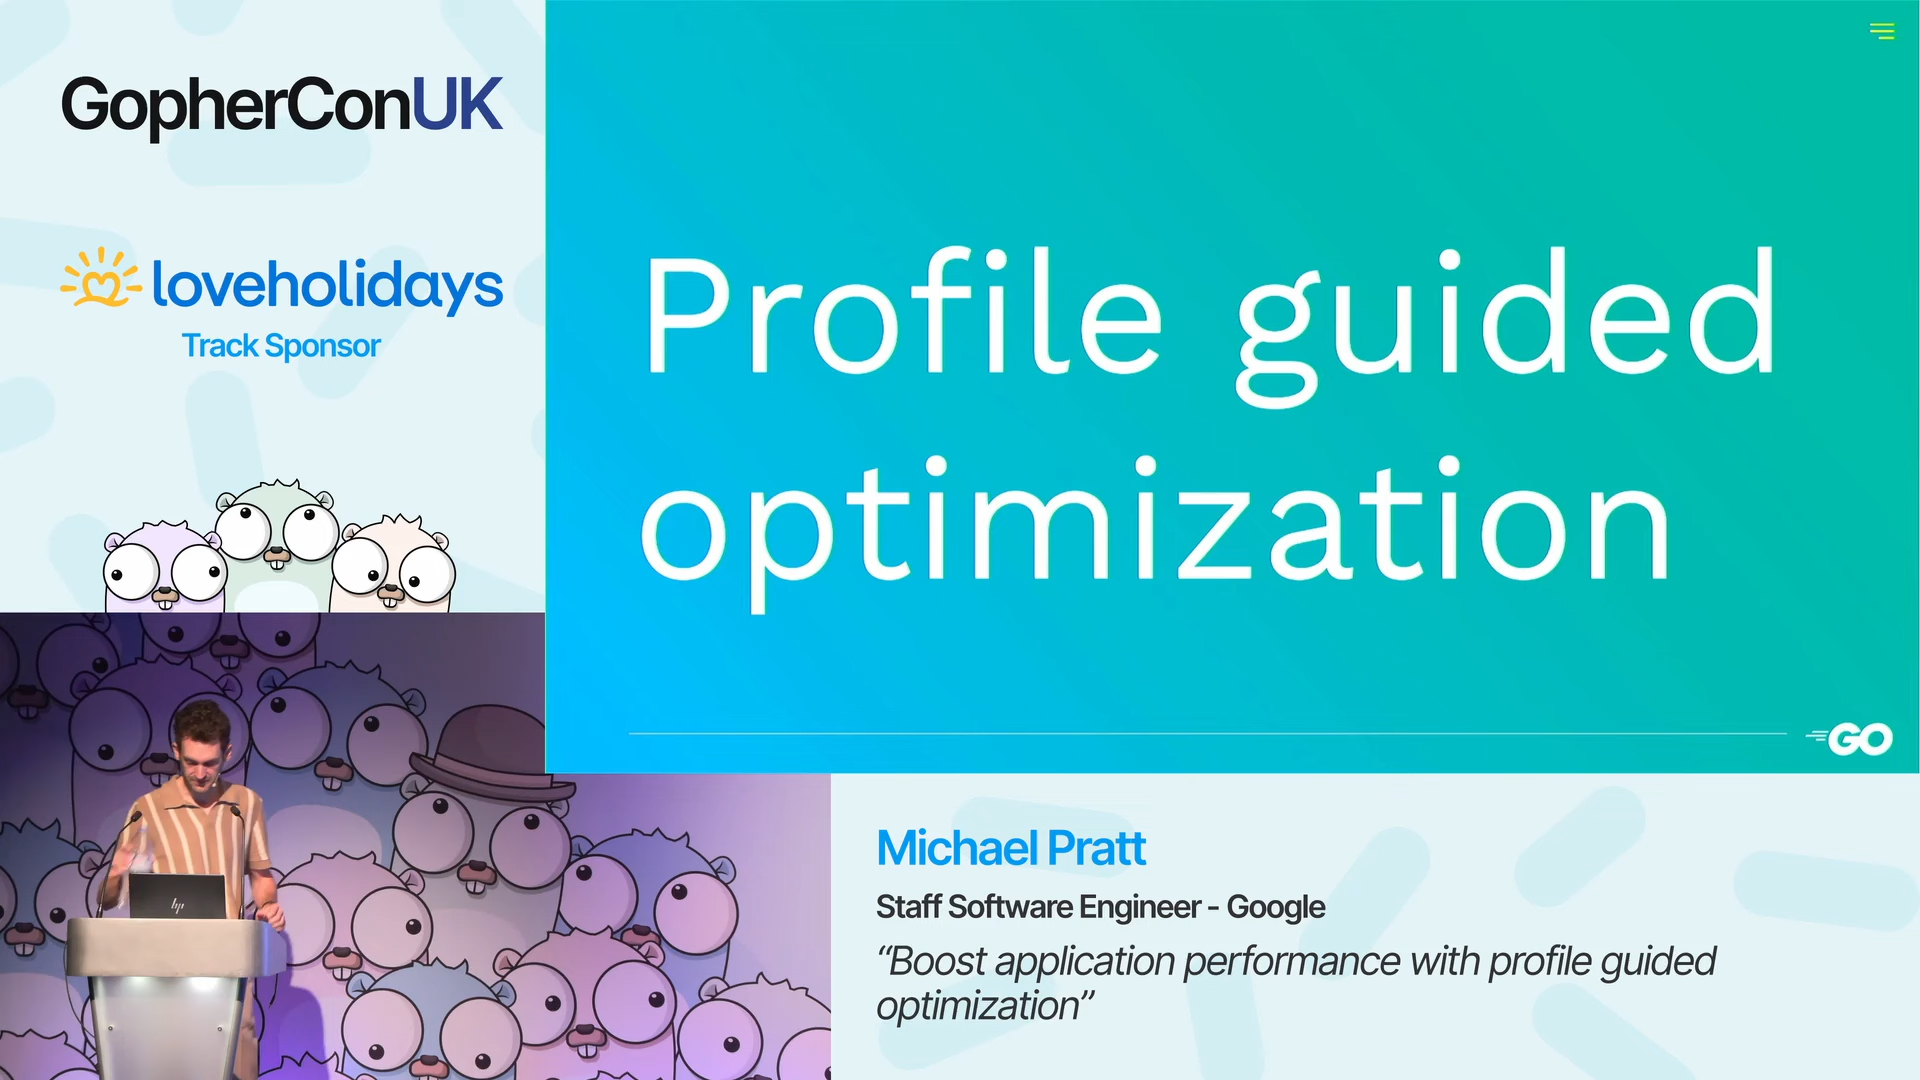 GopherConUK
loveholidays
Track Sponsor
Profile guided
optimization
GO
hp
Michael Pratt
Staff Software Engineer - Google
“Boost application performance with profile guided
optimization”